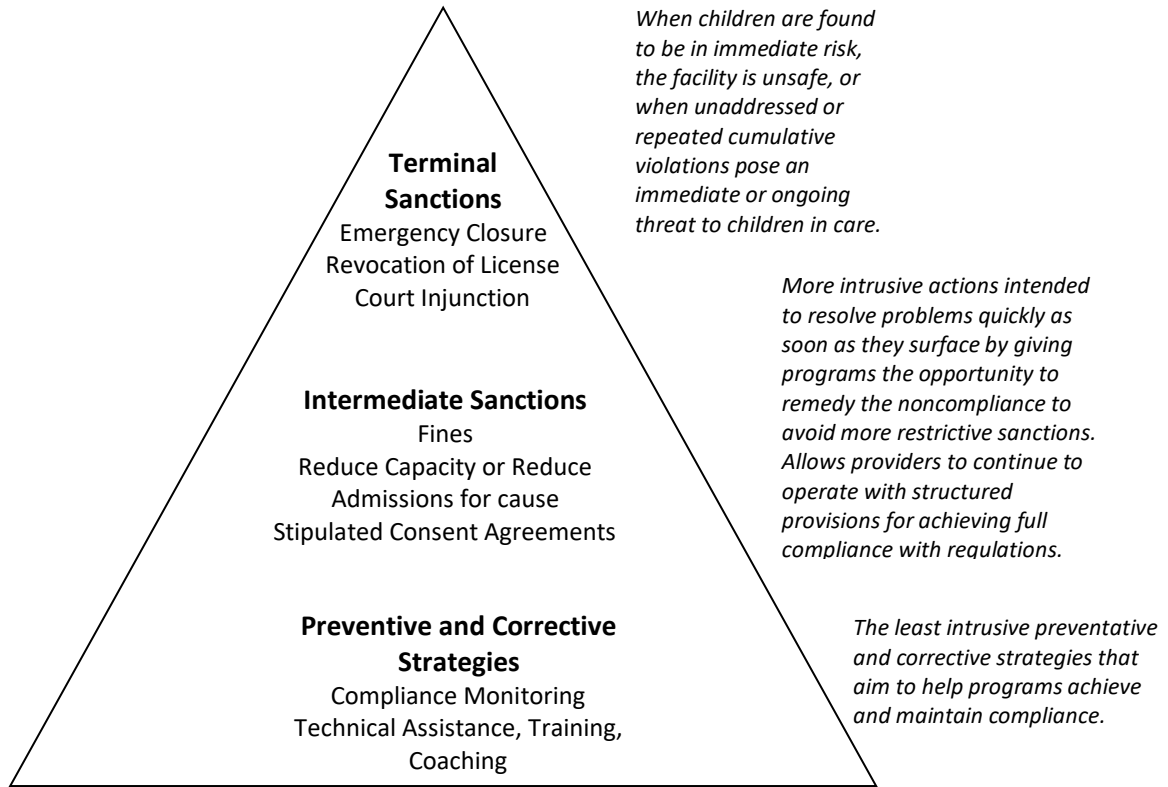 When children are found
to be in immediate risk,
the facility is unsafe, or
when unaddressed or
repeated cumulative
violations pose an
immediate or ongoing
threat to children in care.
Terminal
Sanctions
Emergency Closure
Revocation of License
Court Injunction
More intrusive actions intended
to resolve problems quickly as
soon as they surface by giving
programs the opportunity to
remedy the noncompliance to
avoid more restrictive sanctions.
Allows providers to continue to
operate with structured
provisions for achieving full
compliance with regulations.
Intermediate Sanctions
Fines
Reduce Capacity or Reduce
Admissions for cause
Stipulated Consent Agreements
Preventive and Corrective
Strategies
Compliance Monitoring
Technical Assistance, Training,
Coaching
The least intrusive preventative
and corrective strategies that
aim to help programs achieve
and maintain compliance.